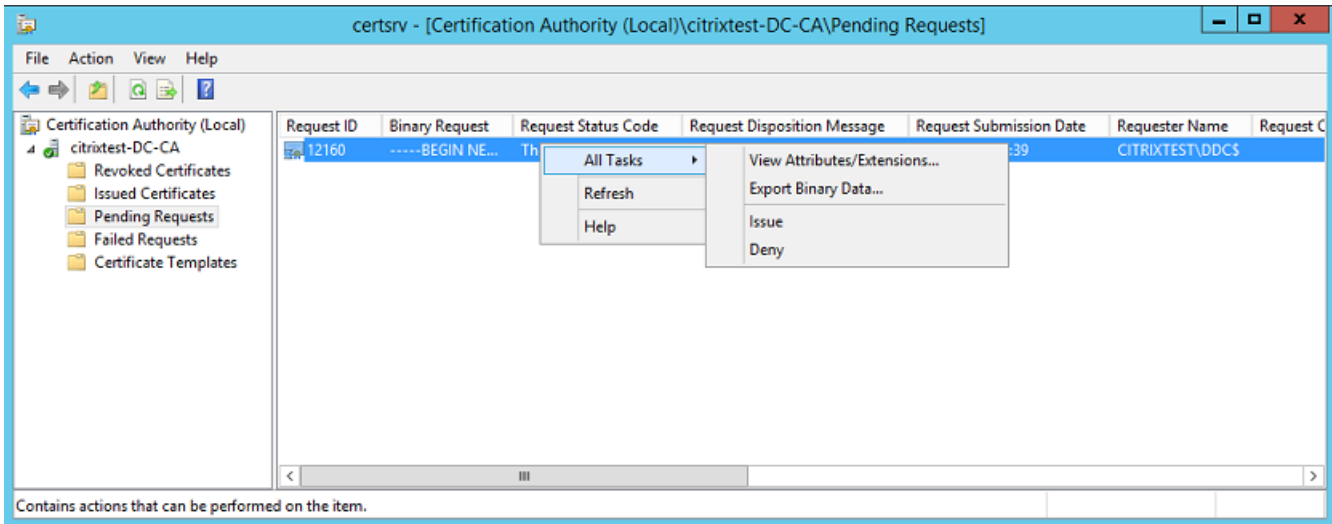 certsrv - [Certification Authority (Local)\citrixtest-DC-CA\Pending Requests]
File Action View Help
Certification Authority (Local)
citrixtest-DC-CA
Revoked Certificates
Issued Certificates
Pending Requests
Failed Requests
Certificate Templates
Request ID Binary Request Request Status Code Request Disposition Message Request Submission Date Requester Name Request C
12160 -----BEGIN NE... Th :39 CITRIXTEST\DDC$
All Tasks
Refresh
Help
View Attributes/Extensions...
Export Binary Data...
Issue
Deny
Contains actions that can be performed on the item.